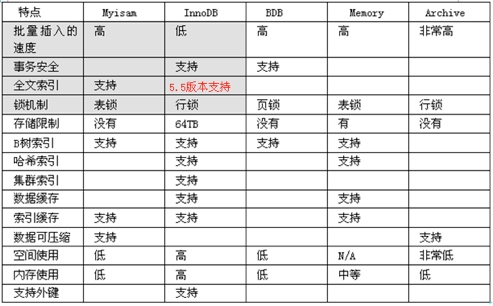 特点 Myisam InnoDB BDB Memory Archive
批量插入的 高 低 高 高 非常高
速度
事务安全 支持 支持
全文索引 支持 5.5版本支持
锁机制 表锁 行锁 页锁 表锁 行锁
存储限制 没有 64TB 没有 有 没有
B树索引 支持 支持 支持 支持
哈希索引 支持 支持
集群索引 支持
数据缓存 支持 支持
索引缓存 支持 支持 支持
数据可压缩 支持 支持
空间使用 低 高 低 N/A 非常低
内存使用 低 高 低 中等 低
支持外键 支持